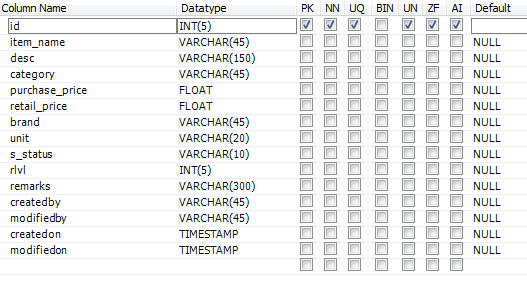 Column Name Datatype PK NN UQ BIN UN ZF AI Default
id INT(5)
item_name VARCHAR(45) NULL
desc VARCHAR(150) NULL
category VARCHAR(45) NULL
purchase_price FLOAT NULL
retail_price FLOAT NULL
brand VARCHAR(45) NULL
unit VARCHAR(20) NULL
s_status VARCHAR(10) NULL
rlvl INT(5) NULL
remarks VARCHAR(300) NULL
createdby VARCHAR(45) NULL
modifiedby VARCHAR(45) NULL
createdon TIMESTAMP NULL
modifiedon TIMESTAMP NULL